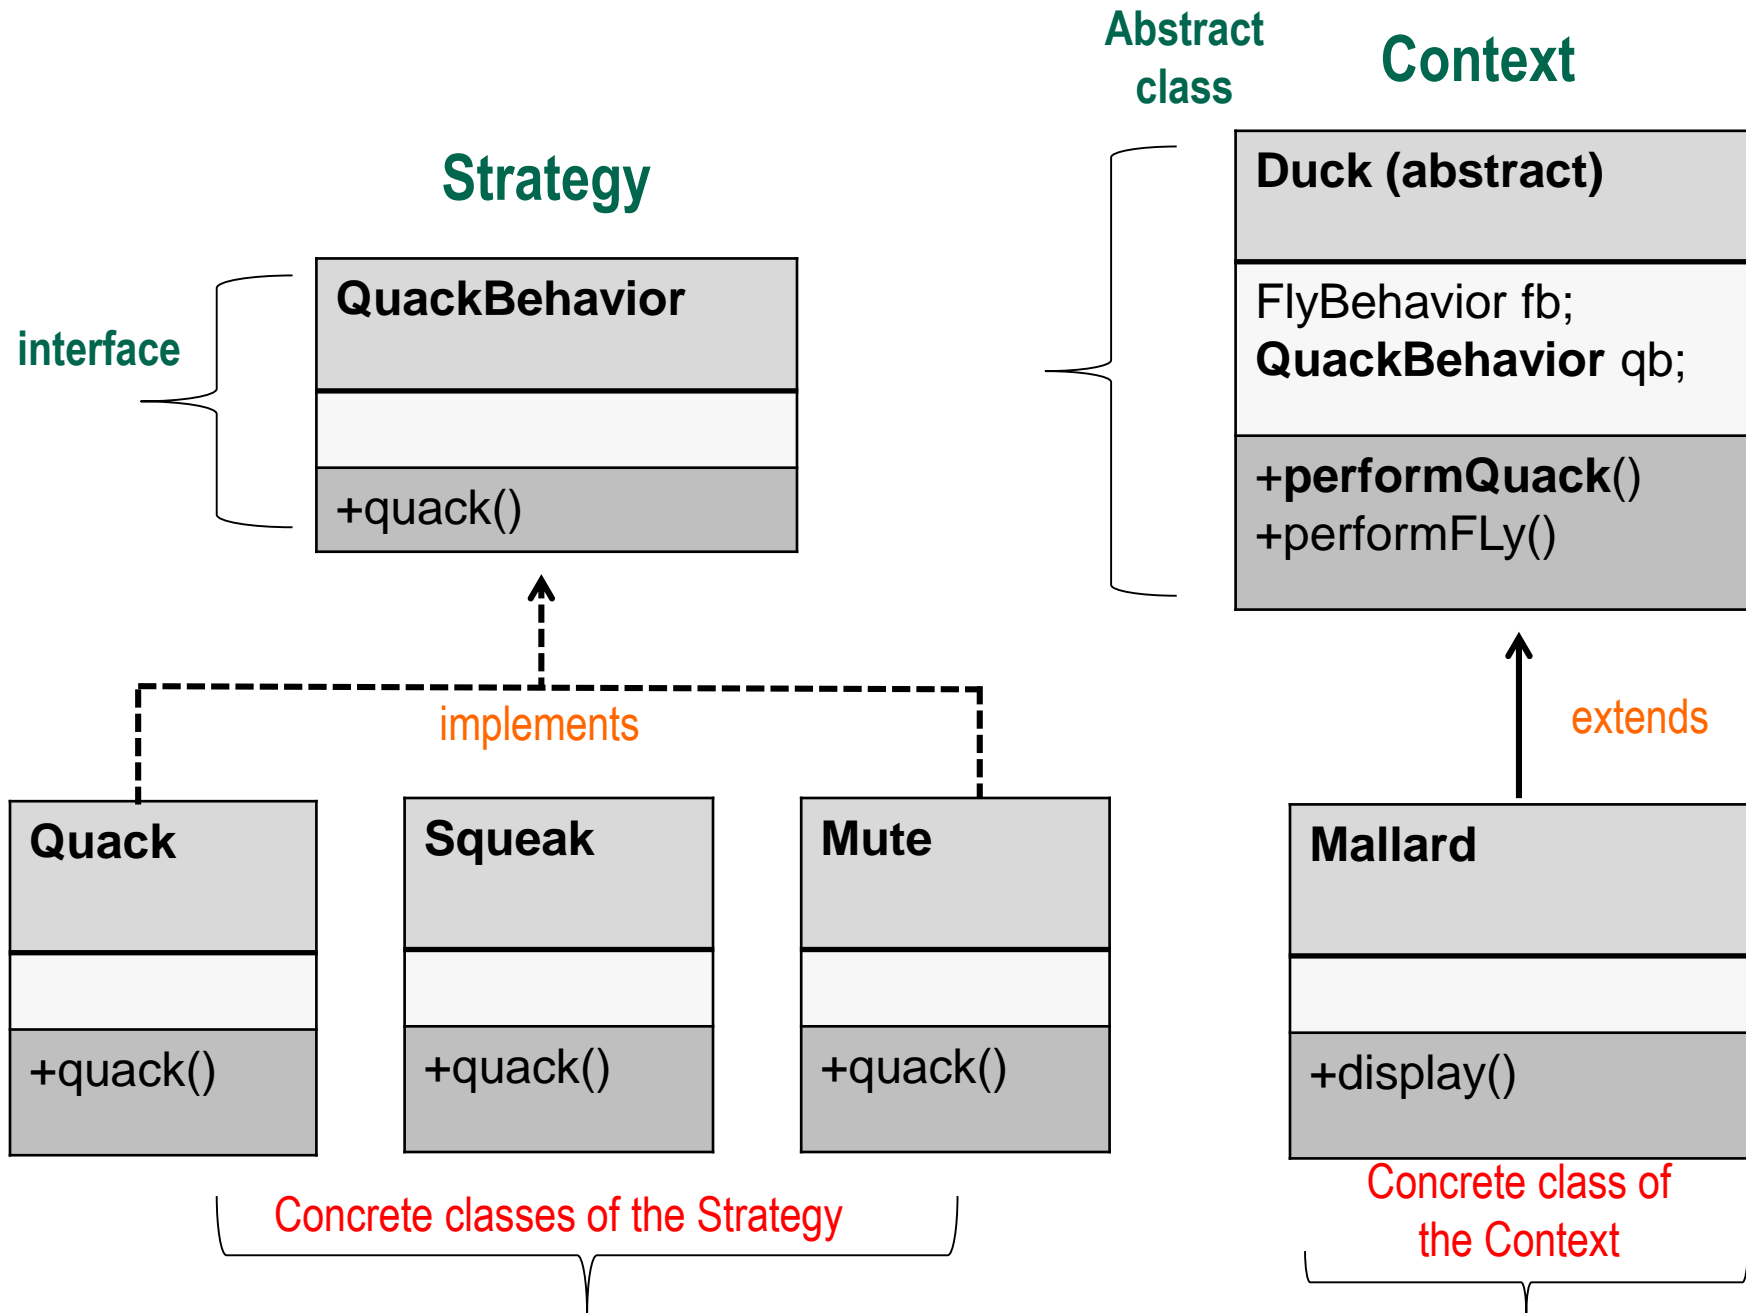 Abstract
class
Context
Strategy
interface
QuackBehavior
+quack()
Duck (abstract)
FlyBehavior fb;
QuackBehavior qb;
+performQuack()
+performFLy()
implements
extends
Quack
+quack()
Squeak
+quack()
Mute
+quack()
Mallard
+display()
Concrete classes of the Strategy
Concrete class of
the Context